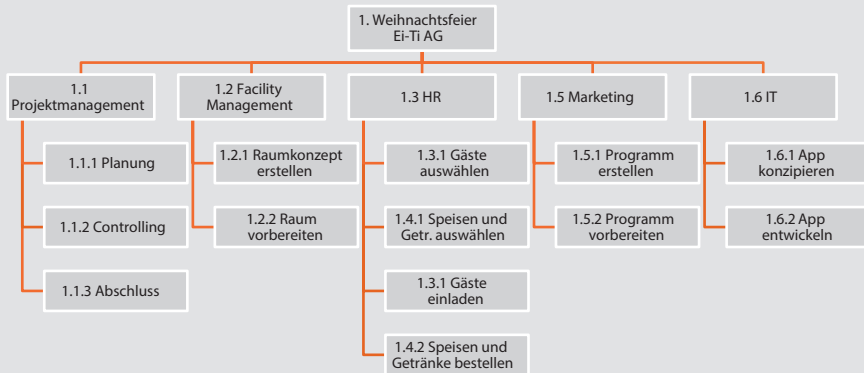 1. Weihnachtsfeier
Ei-Ti AG
1.1
Projektmanagement
1.2 Facility
Management
1.3 HR
1.5 Marketing
1.6 IT
1.1.1 Planung
1.2.1 Raumkonzept
erstellen
1.3.1 Gäste
auswählen
1.5.1 Programm
erstellen
1.6.1 App
konzipieren
1.1.2 Controlling
1.2.2 Raum
vorbereiten
1.4.1 Speisen und
Getr. auswählen
1.5.2 Programm
vorbereiten
1.6.2 App
entwickeln
1.1.3 Abschluss
1.3.1 Gäste
einladen
1.4.2 Speisen und
Getränke bestellen